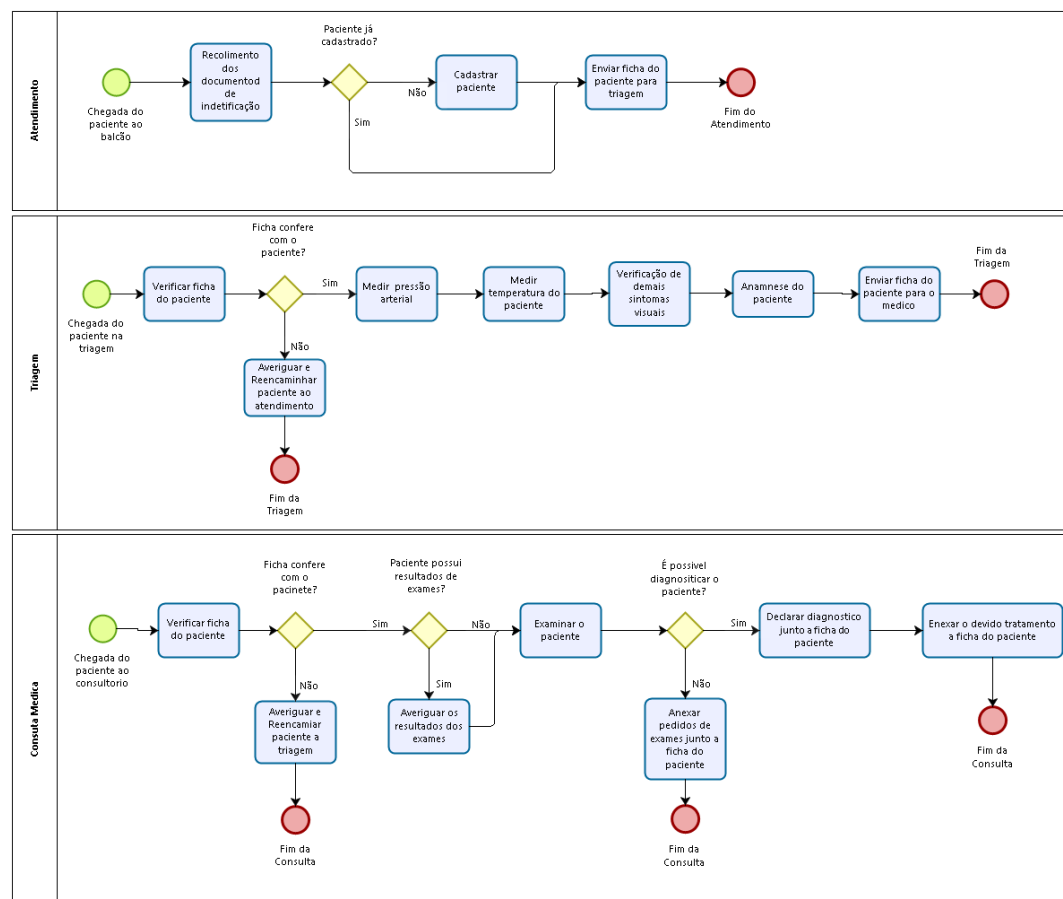 Atendimento
Chegada do
paciente ao
balcão
Recolimento
dos
documentod
de
indetificação
Paciente já
cadastrado?
Não
Sim
Cadastrar
paciente
Enviar ficha do
paciente para
triagem
Fim do
Atendimento
Triagem
Chegada do
paciente na
triagem
Verificar ficha
do paciente
Ficha confere
com o
paciente?
Sim
Não
Averiguar e
Reencaminhar
paciente ao
atendimento
Fim da
Triagem
Medir pressão
arterial
Medir
temperatura do
paciente
Verificação de
demais
sintomas
visuais
Anamnese do
paciente
Enviar ficha do
paciente para o
medico
Fim da
Triagem
Consulta Medica
Chegada do
paciente ao
consultorio
Verificar ficha
do paciente
Ficha confere
com o
pacinete?
Sim
Não
Averiguar e
Reencamiar
paciente a
triagem
Fim da
Consulta
Paciente possui
resultados de
exames?
Não
Sim
Averiguar os
resultados dos
exames
Examinar o
paciente
É possivel
diagnositicar o
paciente?
Sim
Não
Anexar
pedidos de
exames junto a
ficha do
paciente
Fim da
Consulta
Declarar diagnostico
junto a ficha do
paciente
Enexar o devido tratamento
a ficha do paciente
Fim da
Consulta